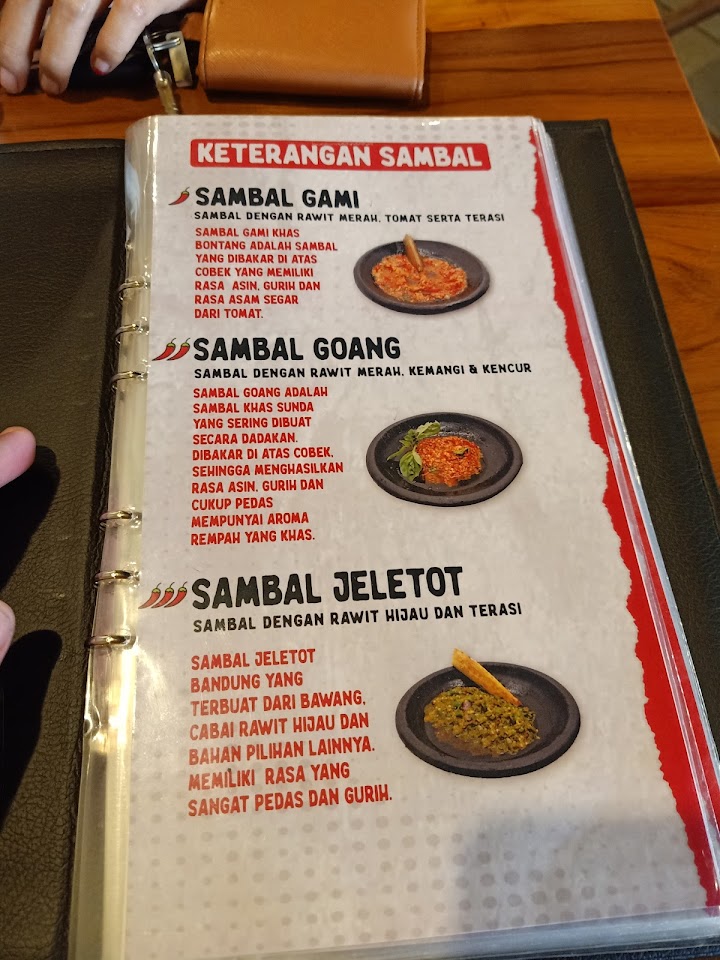 KETERANGAN SAMBAL
SAMBAL GAMI
SAMBAL DENGAN RAWIT MERAH, TOMAT SERTA TERASI
SAMBAL GAMI KHAS
BONTANG ADALAH SAMBAL
YANG DIBAKAR DI ATAS
COBEK YANG MEMILIKI
RASA ASIN, GURIH DAN
RASA ASAM SEGAR
DARI TOMAT.
SAMBAL GOANG
SAMBAL DENGAN RAWIT MERAH, KEMANGI & KENCUR
SAMBAL GOANG ADALAH
SAMBAL KHAS SUNDA
YANG SERING DIBUAT
SECARA DADAKAN.
DIBAKAR DI ATAS COBEK,
SEHINGGA MENGHASILKAN
RASA ASIN, GURIH DAN
CUKUP PEDAS
MEMPUNYAI AROMA
REMPAH YANG KHAS.
SAMBAL JELETOT
SAMBAL DENGAN RAWIT HIJAU DAN TERASI
SAMBAL JELETOT
BANDUNG YANG
TERBUAT DARI BAWANG,
CABAI RAWIT HIJAU DAN
BAHAN PILIHAN LAINNYA.
MEMILIKI RASA YANG
SANGAT PEDAS DAN GURIH.